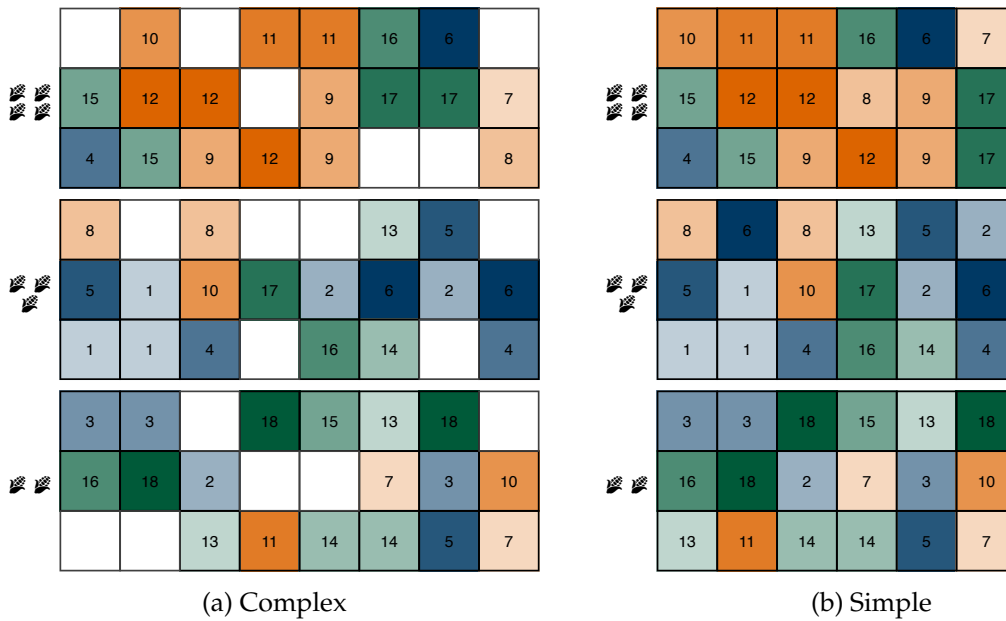 10 11 11 16 6
15 12 12 9 17 17 7
4 15 9 12 9 8
8 8 13 5
5 1 10 17 2 6 2 6
1 1 4 16 14 4
3 3 18 15 13 18
16 18 2 7 3 10
13 11 14 14 5 7
(a) Complex
10 11 11 16 6 7
15 12 12 8 9 17
4 15 9 12 9 17
8 6 8 13 5 2
5 1 10 17 2 6
1 1 4 16 14 4
3 3 18 15 13 18
16 18 2 7 3 10
13 11 14 14 5 7
(b) Simple